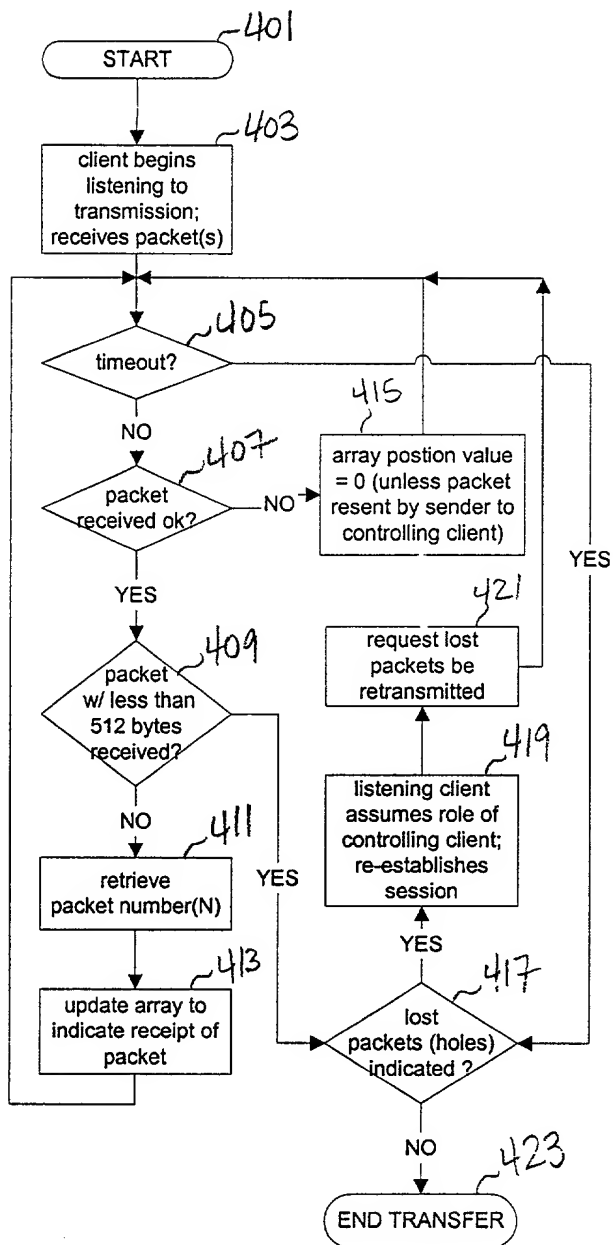 401
START
403
client begins
listening to
transmission;
receives packet(s)
405
timeout?
NO
407
packet
received ok?
NO
415
array postion value
= 0 (unless packet
resent by sender to
controlling client)
YES
YES
409
packet
w/ less than
512 bytes
received?
421
request lost
packets be
retransmitted
NO
411
retrieve
packet number(N)
YES
419
listening client
assumes role of
controlling client;
re-establishes
session
413
update array to
indicate receipt of
packet
YES
417
lost
packets (holes)
indicated ?
NO
423
END TRANSFER